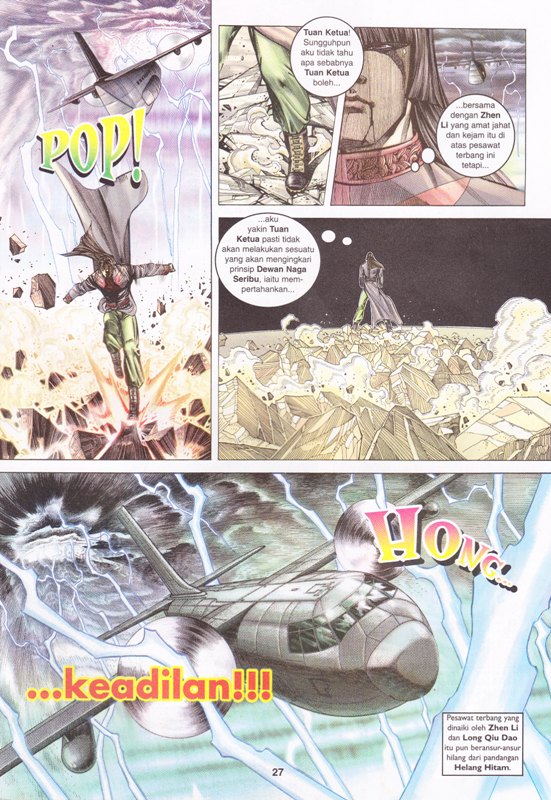 POP!
Tuan Ketua!
Sungguhpun
aku tidak tahu
apa sebabnya
Tuan Ketua
boleh...
...bersama
dengan Zhen
Li yang amat jahat
dan kejam itu di
atas pesawat
terbang ini
tetapi...
...aku
yakin Tuan
Ketua pasti tidak
akan melakukan sesuatu
yang akan mengingkari
prinsip Dewan Naga
Seribu, iaitu mem-
pertahankan...
HONG...
...keadilan!!!
Pesawat terbang yang
dinaiki oleh Zhen Li
dan Long Qiu Dao
itu pun beransur-ansur
hilang dari pandangan
Helang Hitam.
27